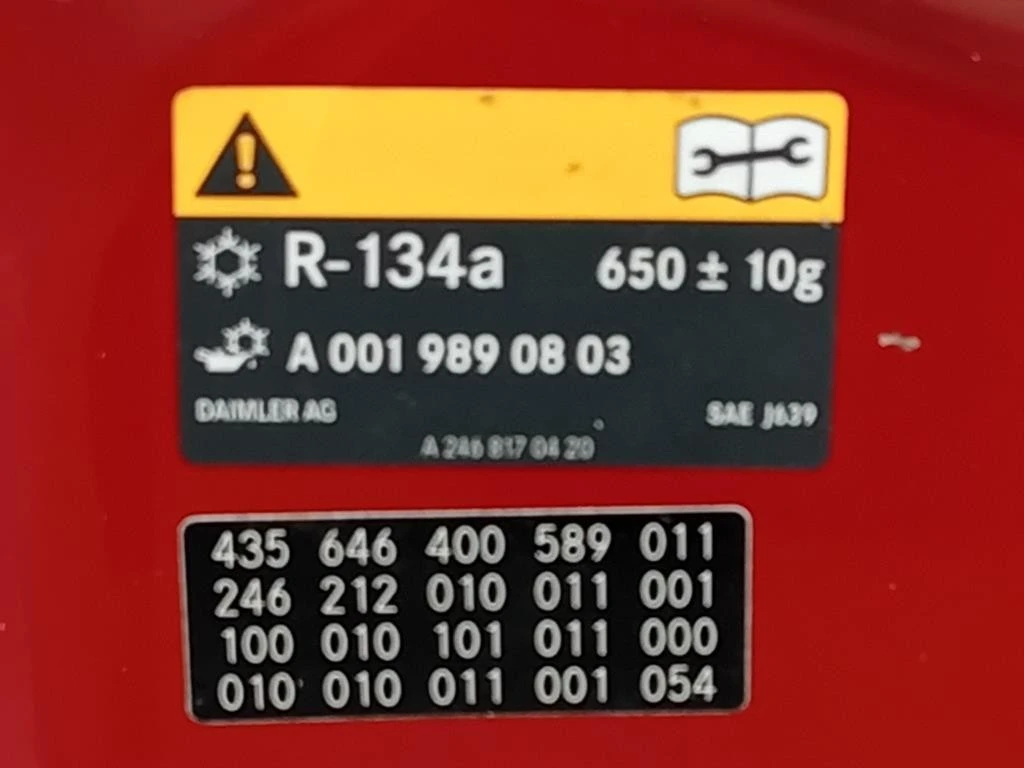 R-134a 650 ± 10g
A 001 989 08 03
DAIMLER AG SAE J639
A 246 817 04 20
435 646 400 589 011
246 212 010 011 001
100 010 101 011 000
010 010 011 001 054